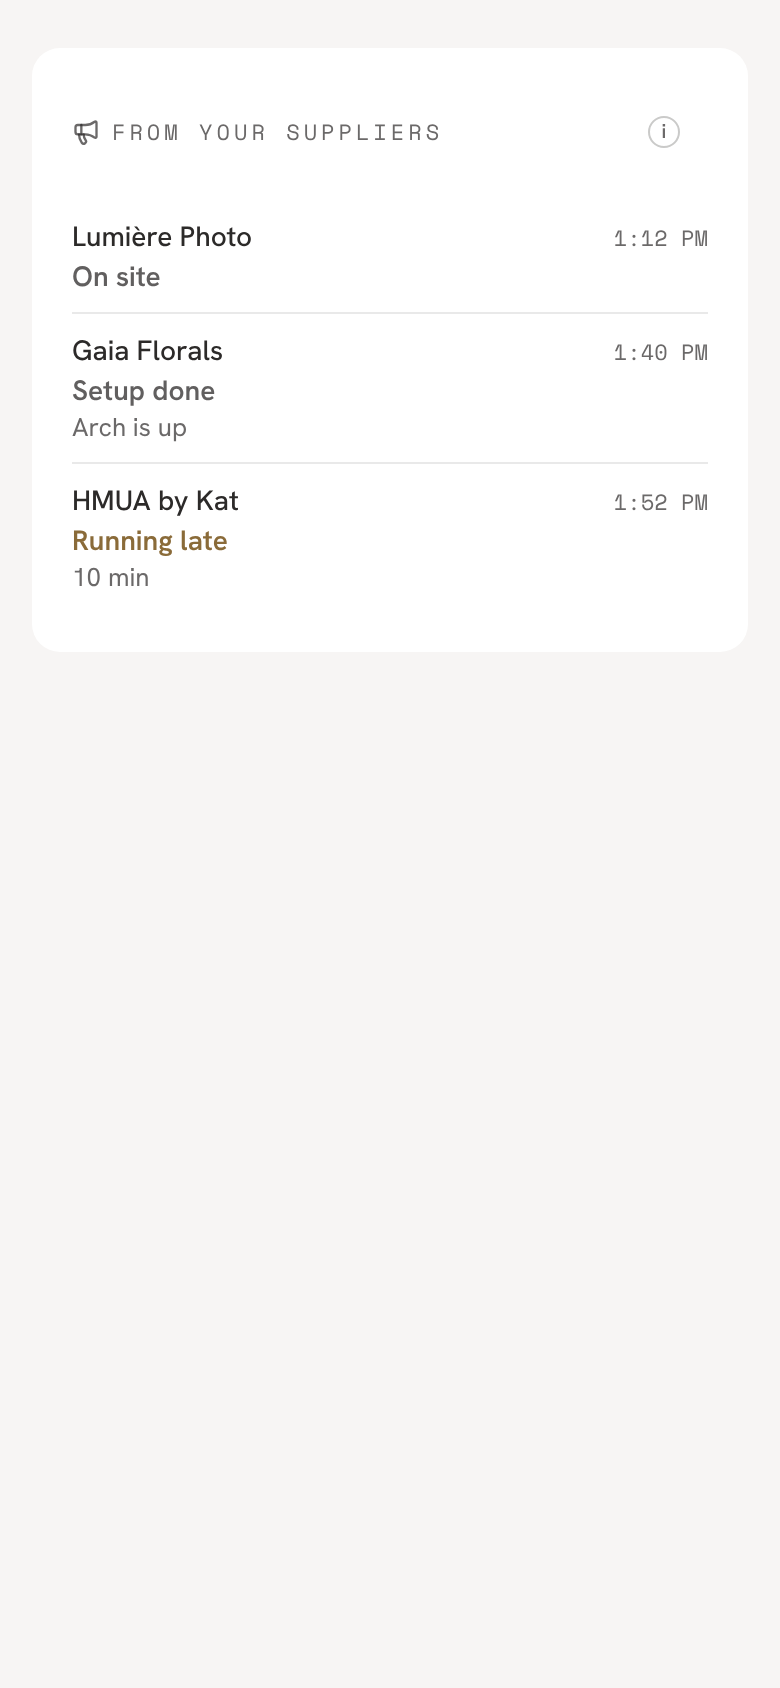 FROM YOUR SUPPLIERS
i
Lumière Photo
1:12 PM
On site
Gaia Florals
1:40 PM
Setup done
Arch is up
HMUA by Kat
1:52 PM
Running late
10 min